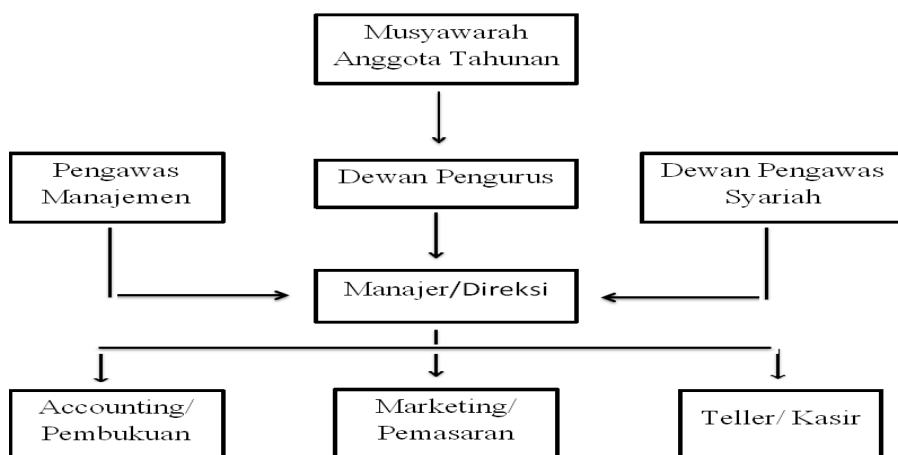 Musyawarah
Anggota Tahunan
Pengawas
Manajemen
Dewan Pengurus
Dewan Pengawas
Syariah
Manajer/Direksi
Accounting/
Pembukuan
Marketing/
Pemasaran
Teller/ Kasir